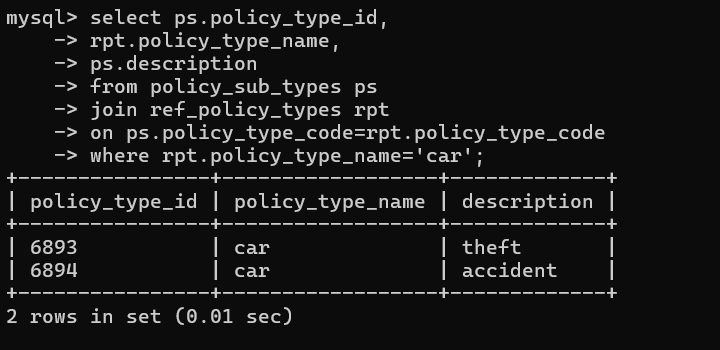 mysql> select ps.policy_type_id,
    -> rpt.policy_type_name,
    -> ps.description
    -> from policy_sub_types ps
    -> join ref_policy_types rpt
    -> on ps.policy_type_code=rpt.policy_type_code
    -> where rpt.policy_type_name='car';
+----------------+------------------+-------------+
| policy_type_id | policy_type_name | description |
+----------------+------------------+-------------+
| 6893           | car              | theft       |
| 6894           | car              | accident    |
+----------------+------------------+-------------+
2 rows in set (0.01 sec)